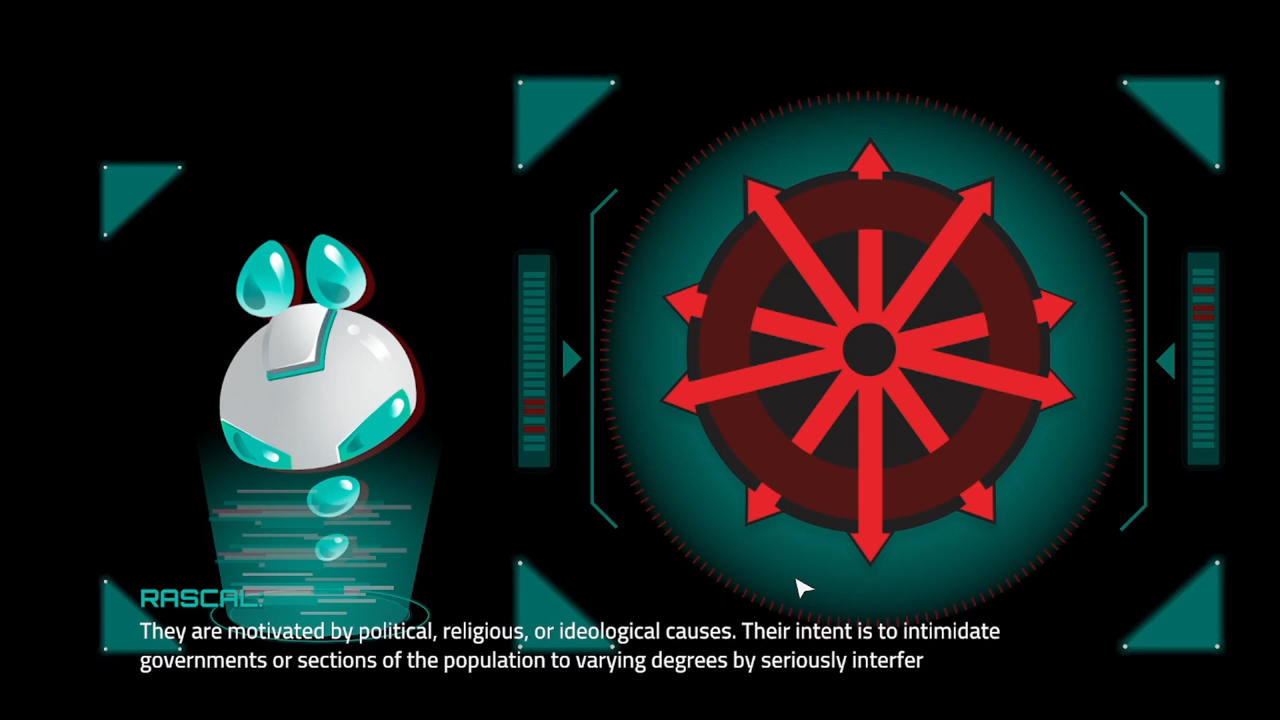 RASCAL:
They are motivated by political, religious, or ideological causes. Their intent is to intimidate
governments or sections of the population to varying degrees by seriously interfer